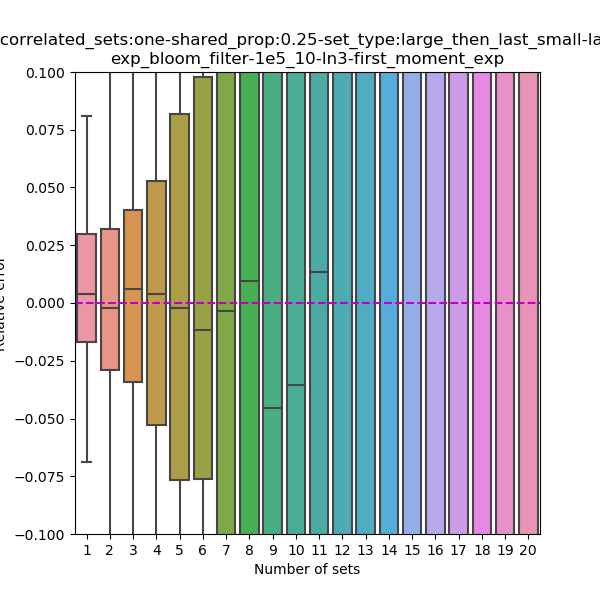 correlated_sets:one-shared_prop:0.25-set_type:large_then_last_small-la
exp_bloom_filter-1e5_10-ln3-first_moment_exp
0.100
0.075
0.050
0.025
0.000
−0.025
−0.050
−0.075
−0.100
Relative error
1 2 3 4 5 6 7 8 9 10 11 12 13 14 15 16 17 18 19 20
Number of sets